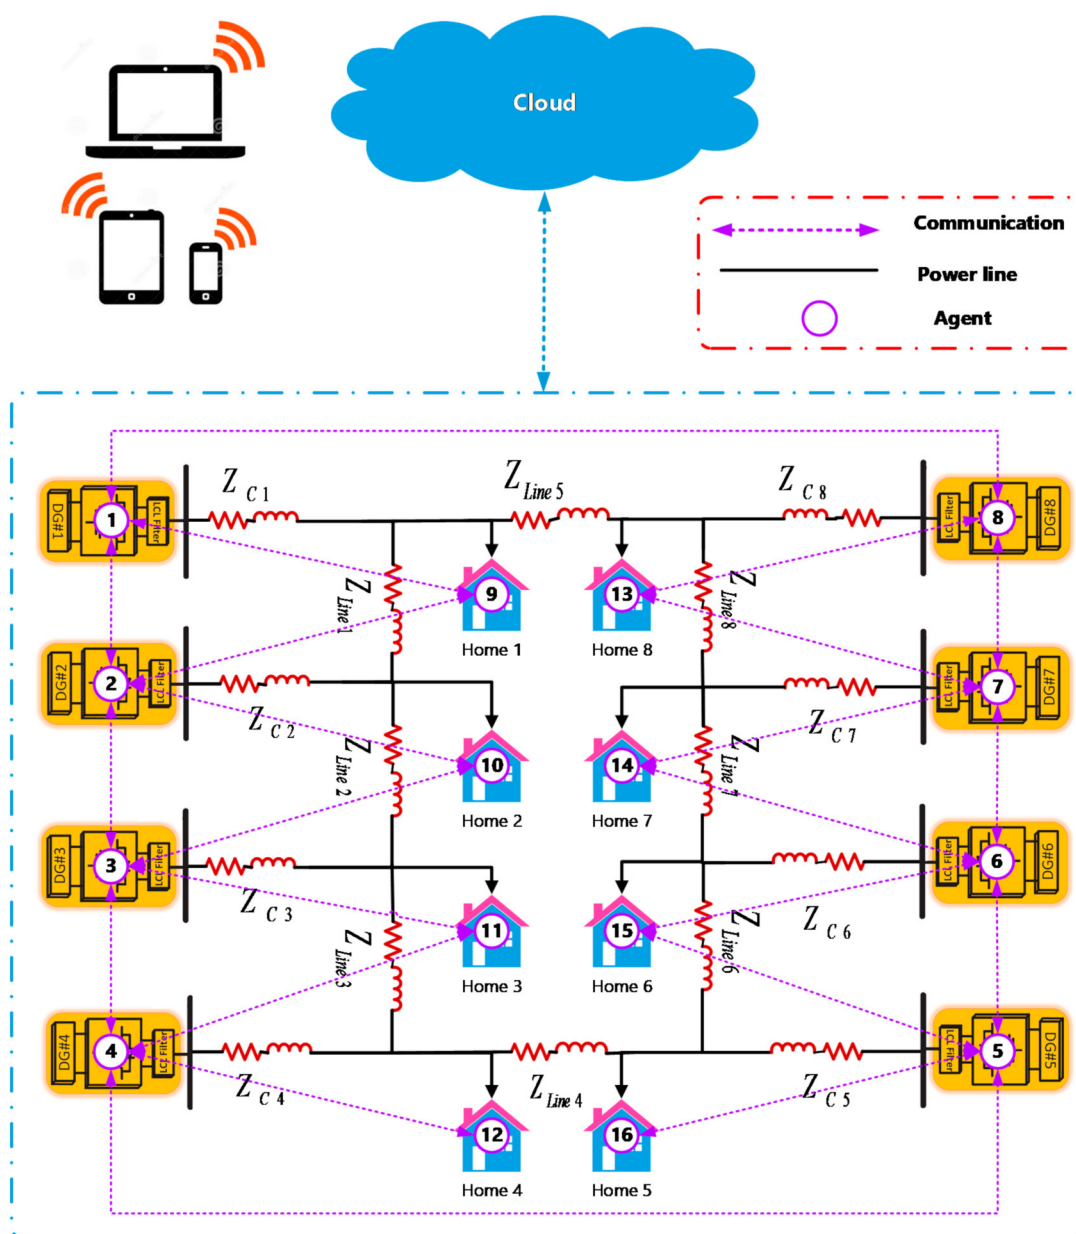 Cloud
Communication
Power line
Agent
Z C 1
Z Line 5
Z C 8
DG#1
1
LCL Filter
LCL Filter
8
DG#8
Z Line 1
9
13
Z Line 8
Home 1
Home 8
DG#2
2
LCL Filter
LCL Filter
7
DG#7
Z C 2
Z C 7
Z Line 2
10
14
Z Line 7
Home 2
Home 7
DG#3
3
LCL Filter
LCL Filter
6
DG#6
Z C 3
Z C 6
Z Line 3
11
15
Z Line 6
Home 3
Home 6
DG#4
4
LCL Filter
LCL Filter
5
DG#5
Z C 4
Z Line 4
Z C 5
12
16
Home 4
Home 5